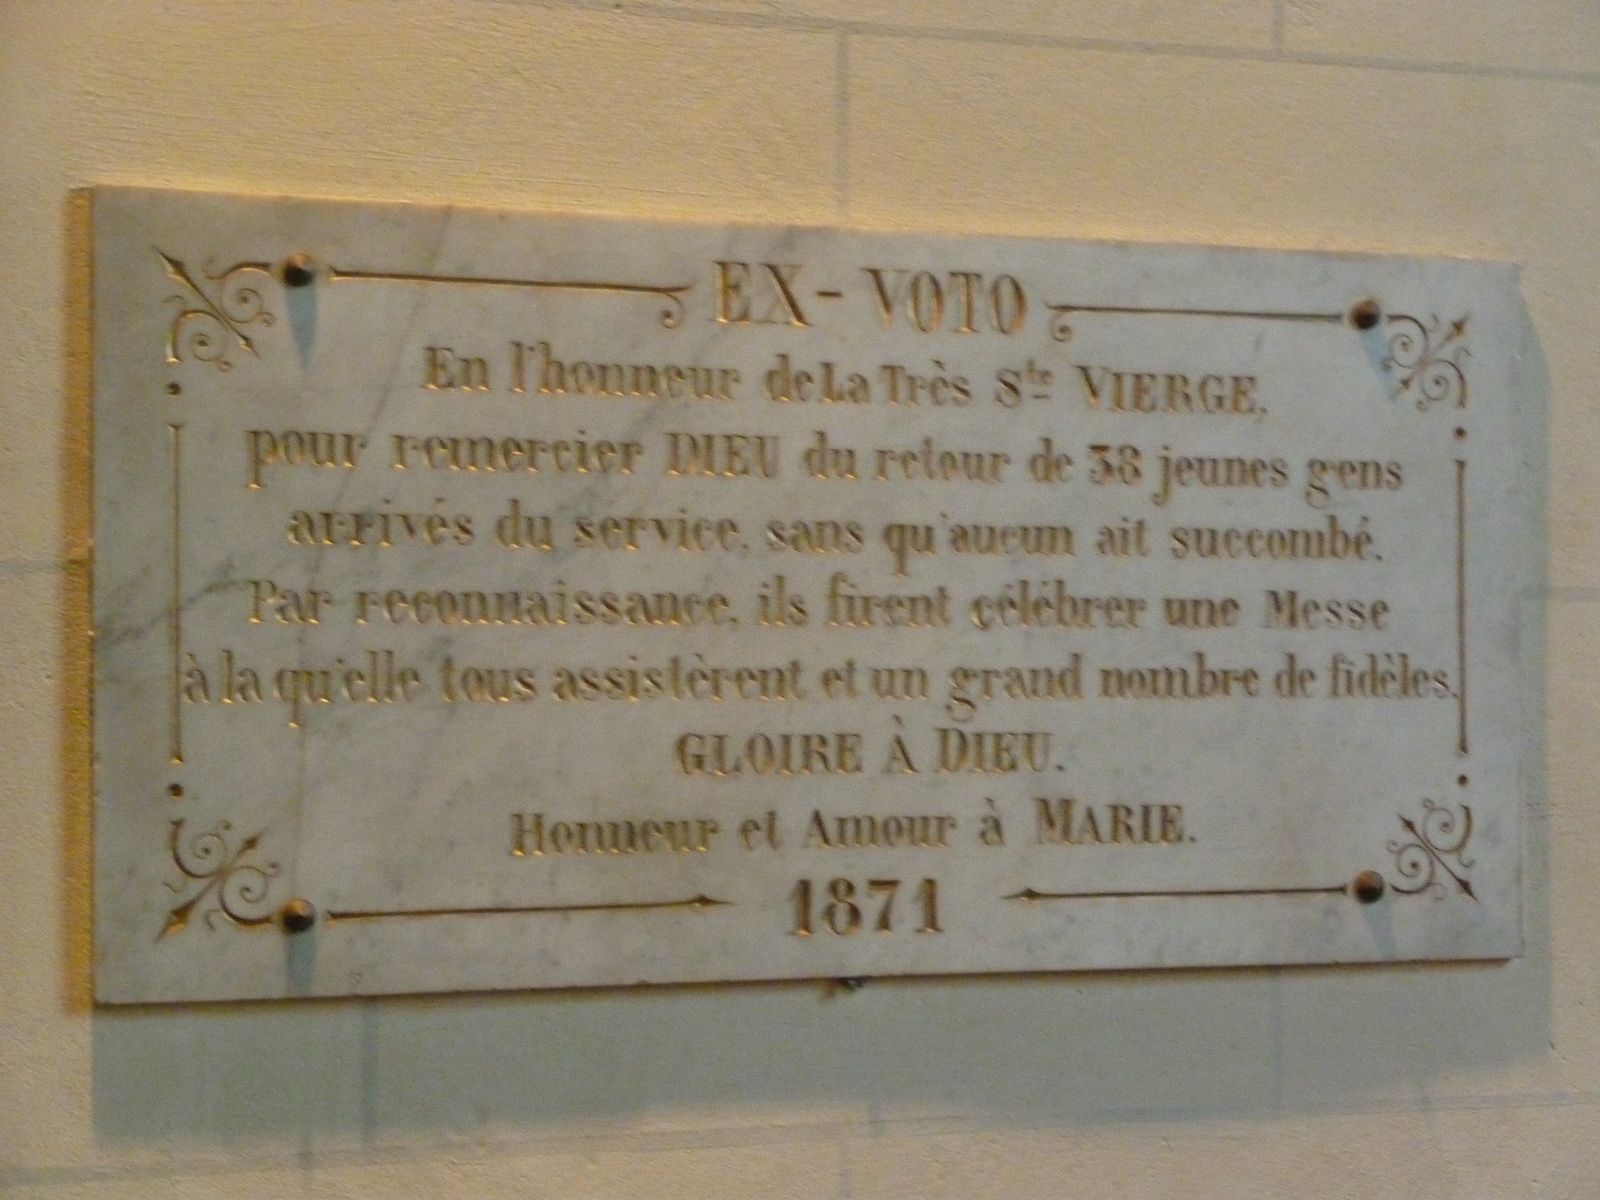 EX-VOTO
En l'honneur de La Très Ste VIERGE,
pour remercier DIEU du retour de 38 jeunes gens
arrivés du service, sans qu'aucun ait succombé.
Par reconnaissance, ils firent célébrer une Messe
à la qu'elle tous assistèrent et un grand nombre de fidèles.
GLOIRE À DIEU.
Honneur et Amour à MARIE.
1871